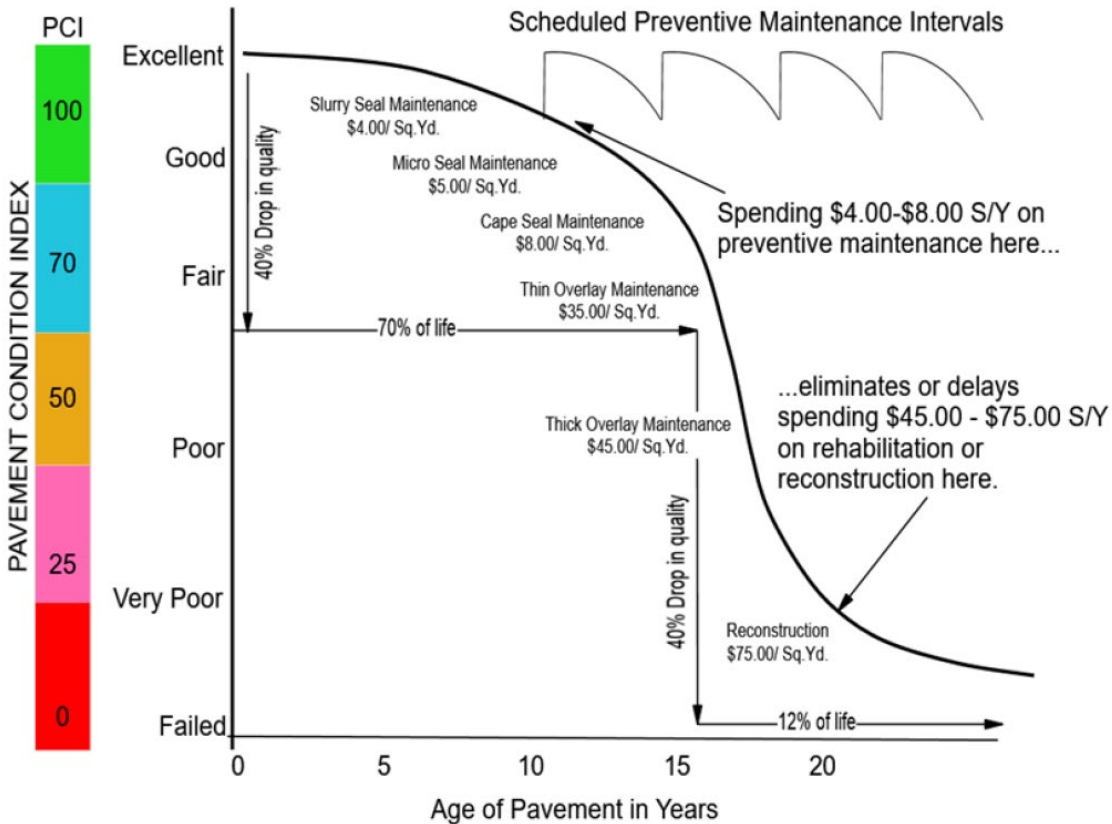 PCI
Scheduled Preventive Maintenance Intervals
PAVEMENT CONDITION INDEX
100
70
50
25
0
Excellent
Good
Fair
Poor
Very Poor
Failed
40% Drop in quality
Slurry Seal Maintenance
$4.00/ Sq.Yd.
Micro Seal Maintenance
$5.00/ Sq.Yd.
Cape Seal Maintenance
$8.00/ Sq.Yd.
Thin Overlay Maintenance
$35.00/ Sq.Yd.
70% of life
Spending $4.00-$8.00 S/Y on
preventive maintenance here...
Thick Overlay Maintenance
$45.00/ Sq.Yd.
...eliminates or delays
spending $45.00 - $75.00 S/Y
on rehabilitation or
reconstruction here.
40% Drop in quality
Reconstruction
$75.00/ Sq.Yd.
12% of life
0 5 10 15 20
Age of Pavement in Years